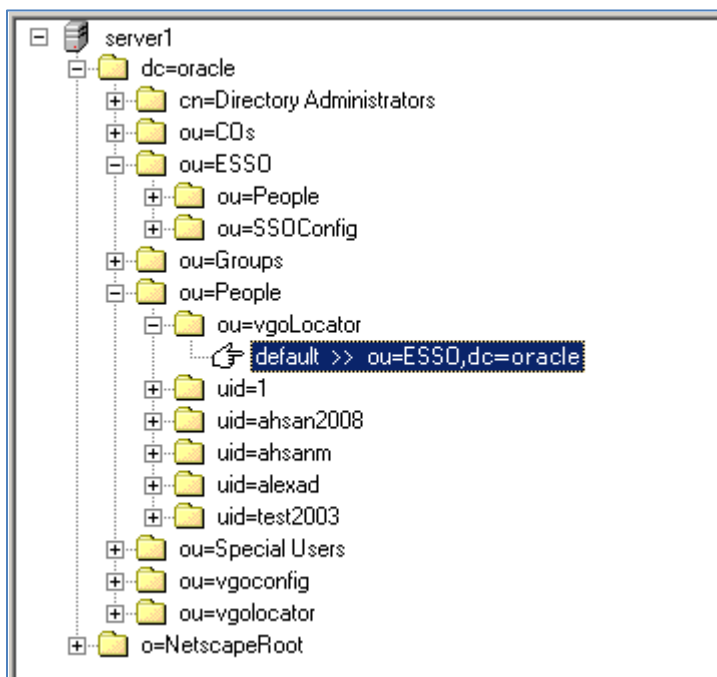 server1
dc=oracle
cn=Directory Administrators
ou=COs
ou=ESSO
ou=People
ou=SSOConfig
ou=Groups
ou=People
ou=vgoLocator
default >> ou=ESSO,dc=oracle
uid=1
uid=ahsan2008
uid=ahsanm
uid=alexad
uid=test2003
ou=Special Users
ou=vgoconfig
ou=vgolocator
o=NetscapeRoot